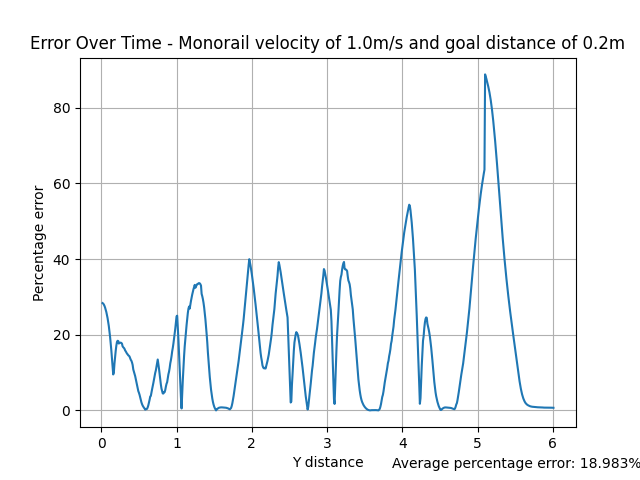 Error Over Time - Monorail velocity of 1.0m/s and goal distance of 0.2m
Percentage error
80
60
40
20
0
0 1 2 3 4 5 6
Y distance
Average percentage error: 18.983%